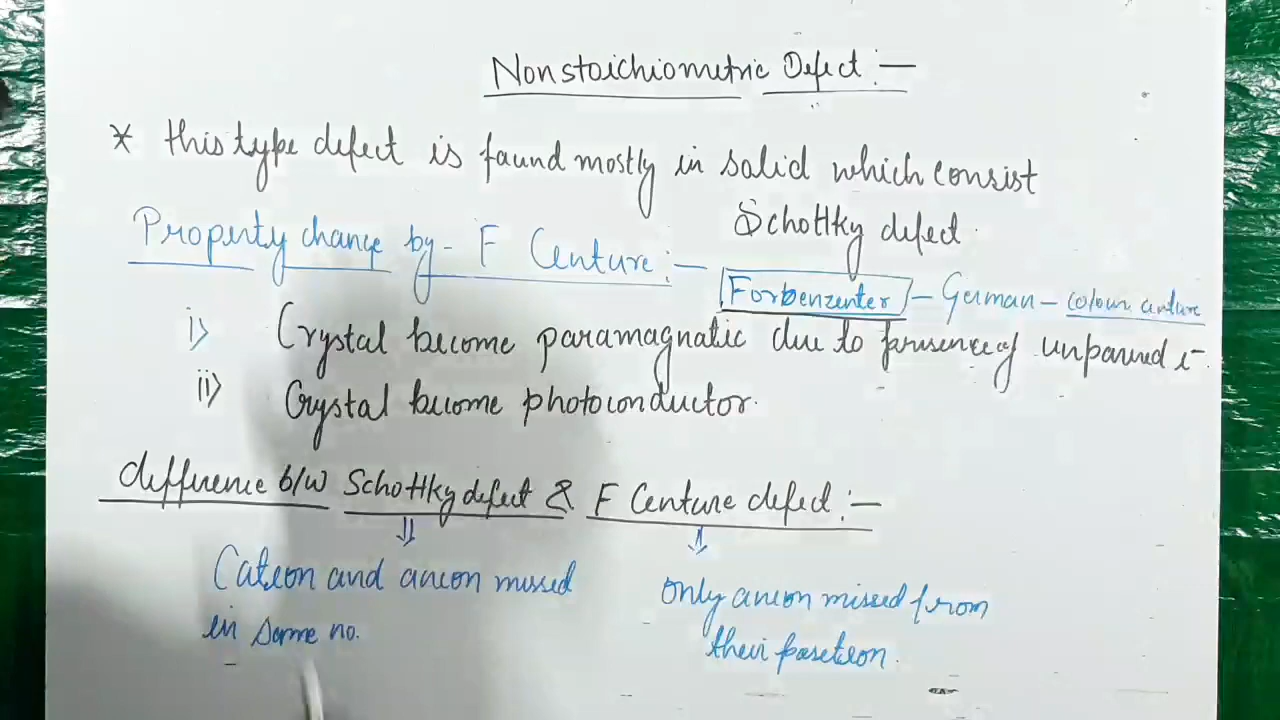 Nonstoichiometric Defect :—
* this type defect is faund mostly in solid which consist
Schottky defect.
Property change by - F Centure :—
Forbenzenter — German — colour centure
i> Crystal become paramagnatic due to presence of unpaired e-.
ii> Crystal become photoconductor.
difference b/w Schottky defect & F Centure defect :—
⇓ ⇓
Cation and anion missed only anion missed from
in same no. their position.